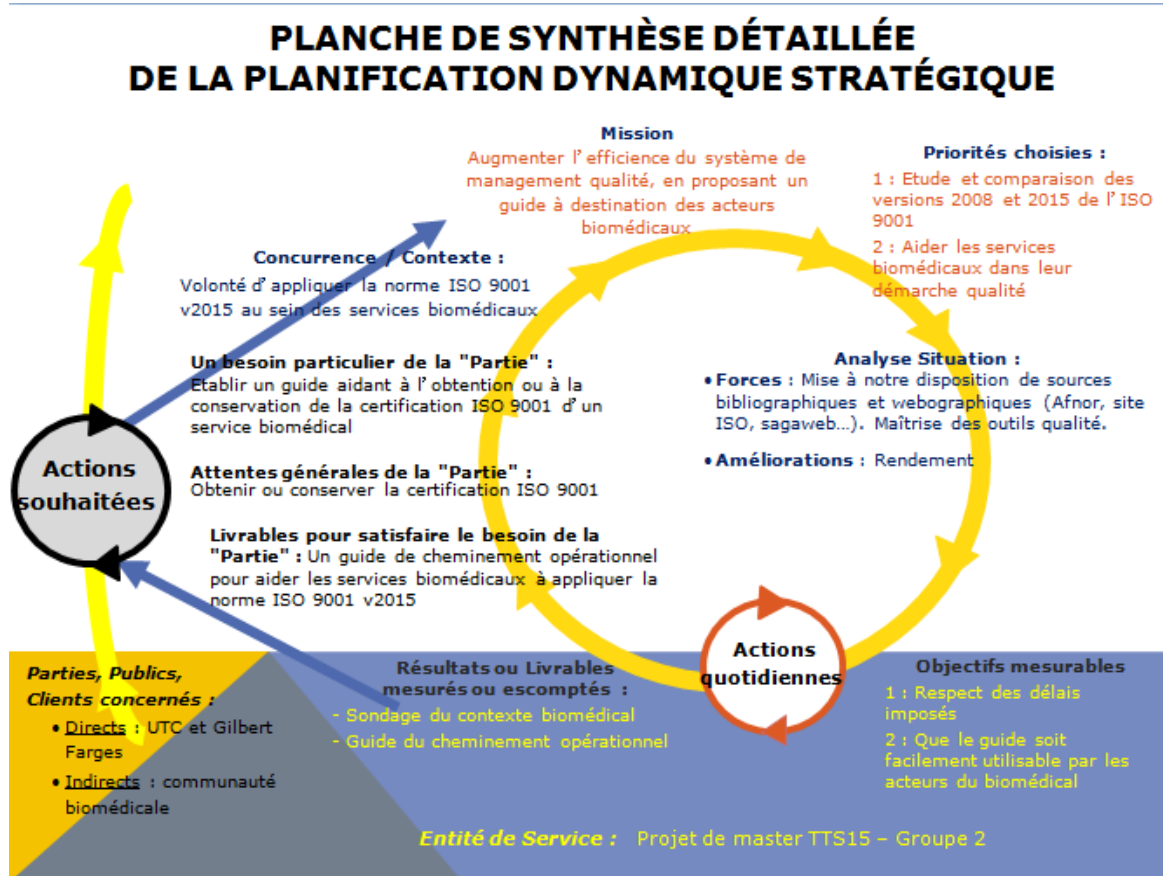 PLANCHE DE SYNTHÈSE DÉTAILLÉE
DE LA PLANIFICATION DYNAMIQUE STRATÉGIQUE
Mission
Augmenter l'efficience du système de
management qualité, en proposant un
guide à destination des acteurs
biomédicaux
Priorités choisies :
1 : Etude et comparaison des
versions 2008 et 2015 de l'ISO
9001
2 : Aider les services
biomédicaux dans leur
démarche qualité
Concurrence / Contexte :
Volonté d'appliquer la norme ISO 9001
v2015 au sein des services biomédicaux
Un besoin particulier de la "Partie" :
Etablir un guide aidant à l'obtention ou à la
conservation de la certification ISO 9001 d'un
service biomédical
Analyse Situation :
• Forces : Mise à notre disposition de sources
bibliographiques et webographiques (Afnor, site
ISO, sagaweb...). Maîtrise des outils qualité.
• Améliorations : Rendement
Actions
souhaitées
Attentes générales de la "Partie" :
Obtenir ou conserver la certification ISO 9001
Livrables pour satisfaire le besoin de la
"Partie" : Un guide de cheminement opérationnel
pour aider les services biomédicaux à appliquer la
norme ISO 9001 v2015
Actions
quotidiennes
Parties, Publics,
Clients concernés :
• Directs : UTC et Gilbert
Farges
• Indirects : communauté
biomédicale
Résultats ou Livrables
mesurés ou escomptés :
- Sondage du contexte biomédical
- Guide du cheminement opérationnel
Objectifs mesurables
1 : Respect des délais
imposés
2 : Que le guide soit
facilement utilisable par les
acteurs du biomédical
Entité de Service : Projet de master TTS15 – Groupe 2